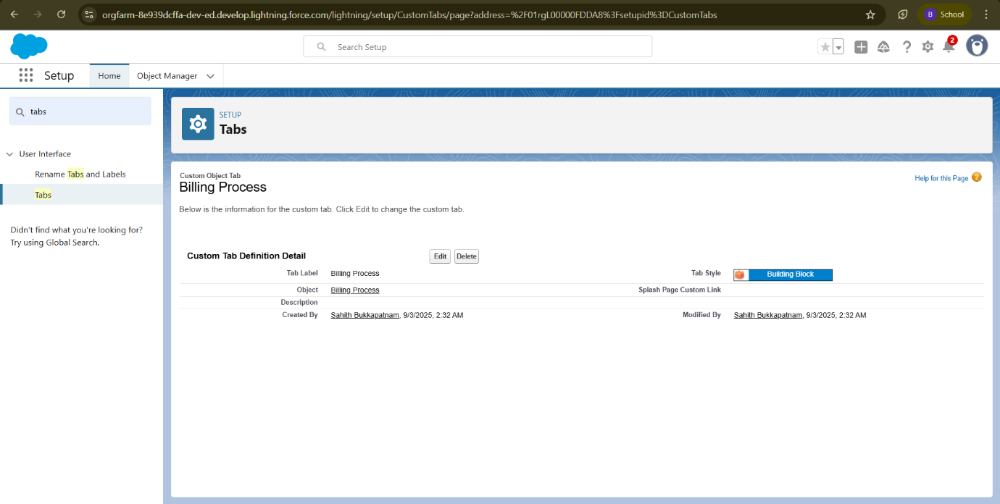 orgfarm-8e939dcffa-dev-ed.develop.lightning.force.com/lightning/setup/CustomTabs/page?address=%2F01rgL00000FDDA8%3Fsetupid%3DCustomTabs
B School
Search Setup
2
Setup Home Object Manager
tabs
User Interface
Rename Tabs and Labels
Tabs
Didn't find what you're looking for?
Try using Global Search.
SETUP
Tabs
Custom Object Tab
Billing Process
Help for this Page ?
Below is the information for the custom tab. Click Edit to change the custom tab.
Custom Tab Definition Detail Edit Delete
Tab Label Billing Process Tab Style Building Block
Object Billing Process Splash Page Custom Link
Description
Created By Sahith Bukkapatnam, 9/3/2025, 2:32 AM Modified By Sahith Bukkapatnam, 9/3/2025, 2:32 AM